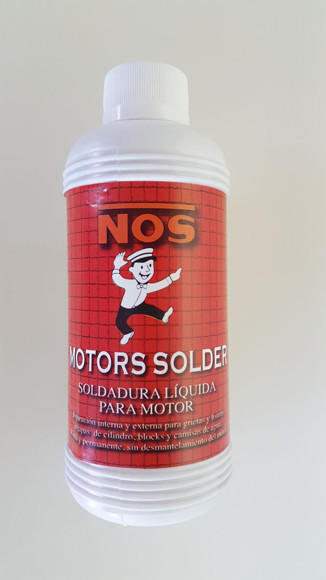 NOS
MOTORS SOLDER
SOLDADURA LÍQUIDA
PARA MOTOR
interna y externa para grietas y
de cilindro, blocks y camisas de agua,
y permanente, sin desmantelamiento del